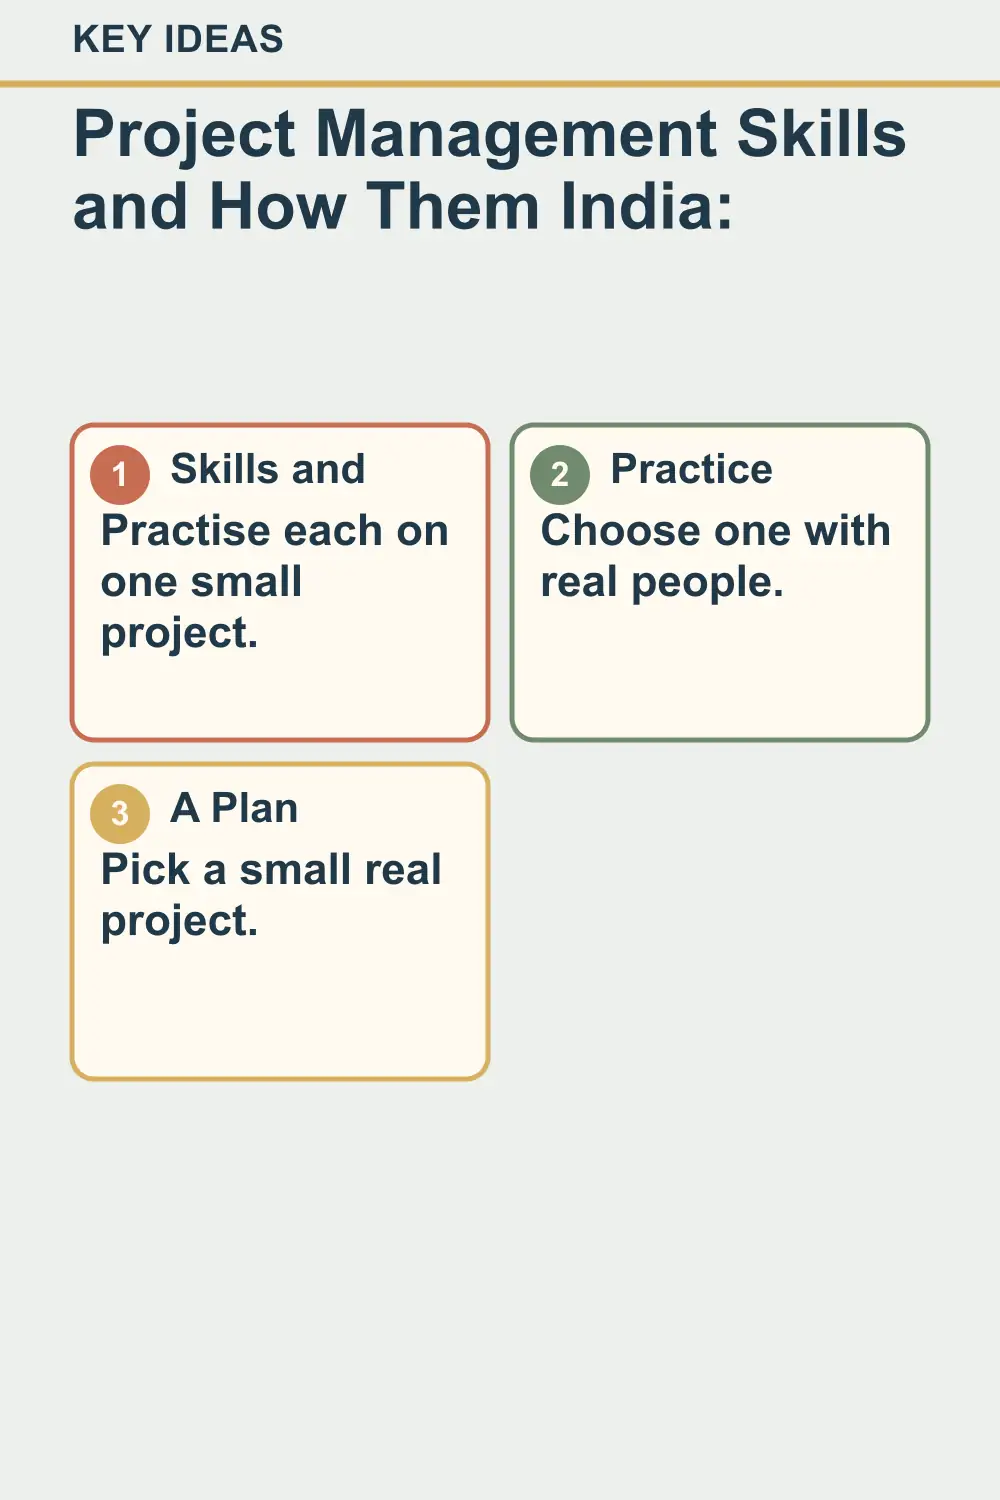 KEY IDEAS
Project Management Skills
and How Them India:
1 Skills and
Practise each on
one small
project.
2 Practice
Choose one with
real people.
3 A Plan
Pick a small real
project.